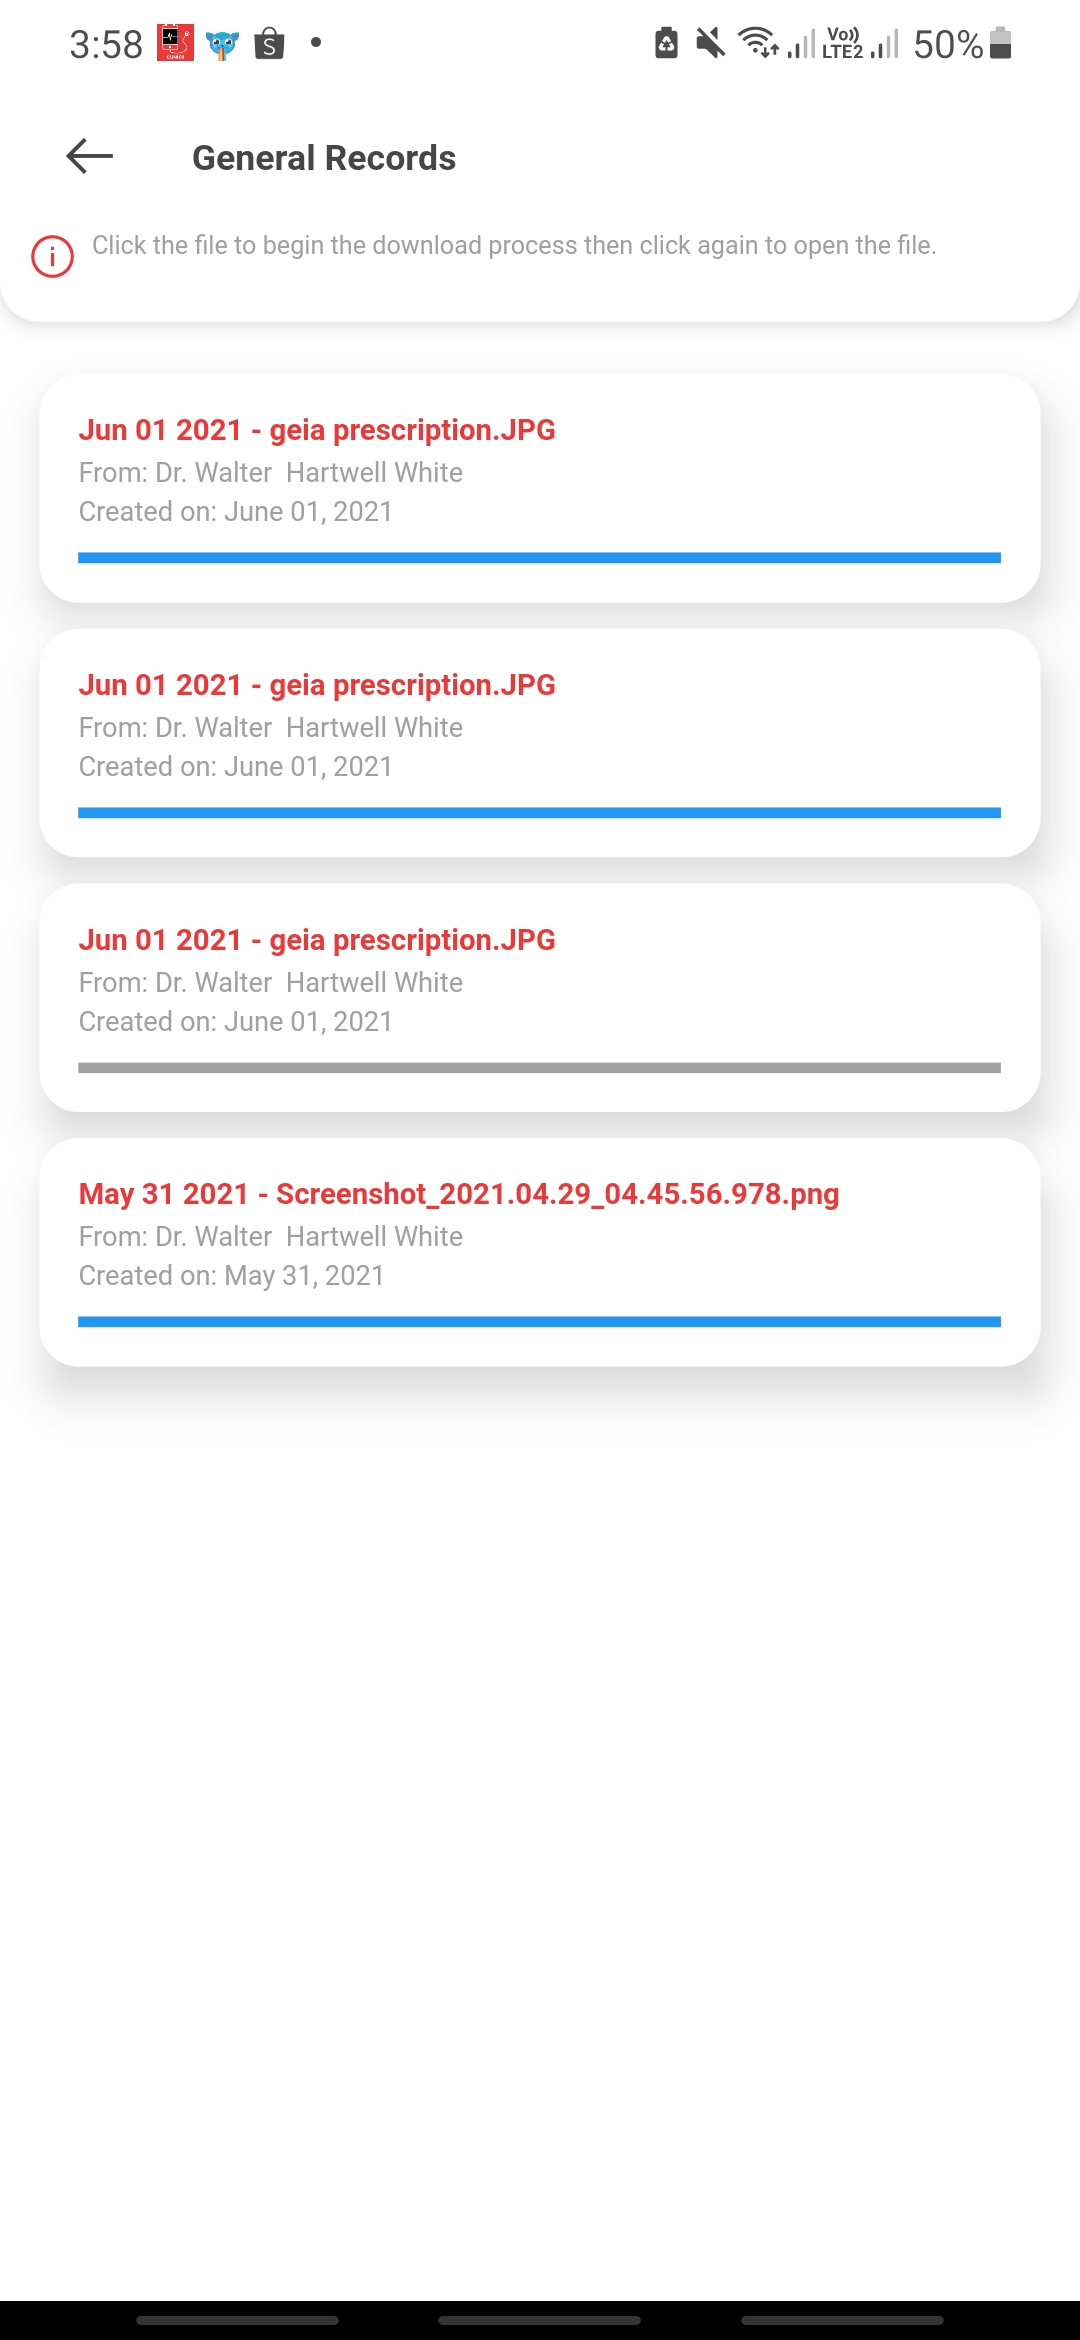 3:58
CLINICK
S
Vo))
LTE2
50%
General Records
Click the file to begin the download process then click again to open the file.
Jun 01 2021 - geia prescription.JPG
From: Dr. Walter  Hartwell White
Created on: June 01, 2021
Jun 01 2021 - geia prescription.JPG
From: Dr. Walter  Hartwell White
Created on: June 01, 2021
Jun 01 2021 - geia prescription.JPG
From: Dr. Walter  Hartwell White
Created on: June 01, 2021
May 31 2021 - Screenshot_2021.04.29_04.45.56.978.png
From: Dr. Walter  Hartwell White
Created on: May 31, 2021